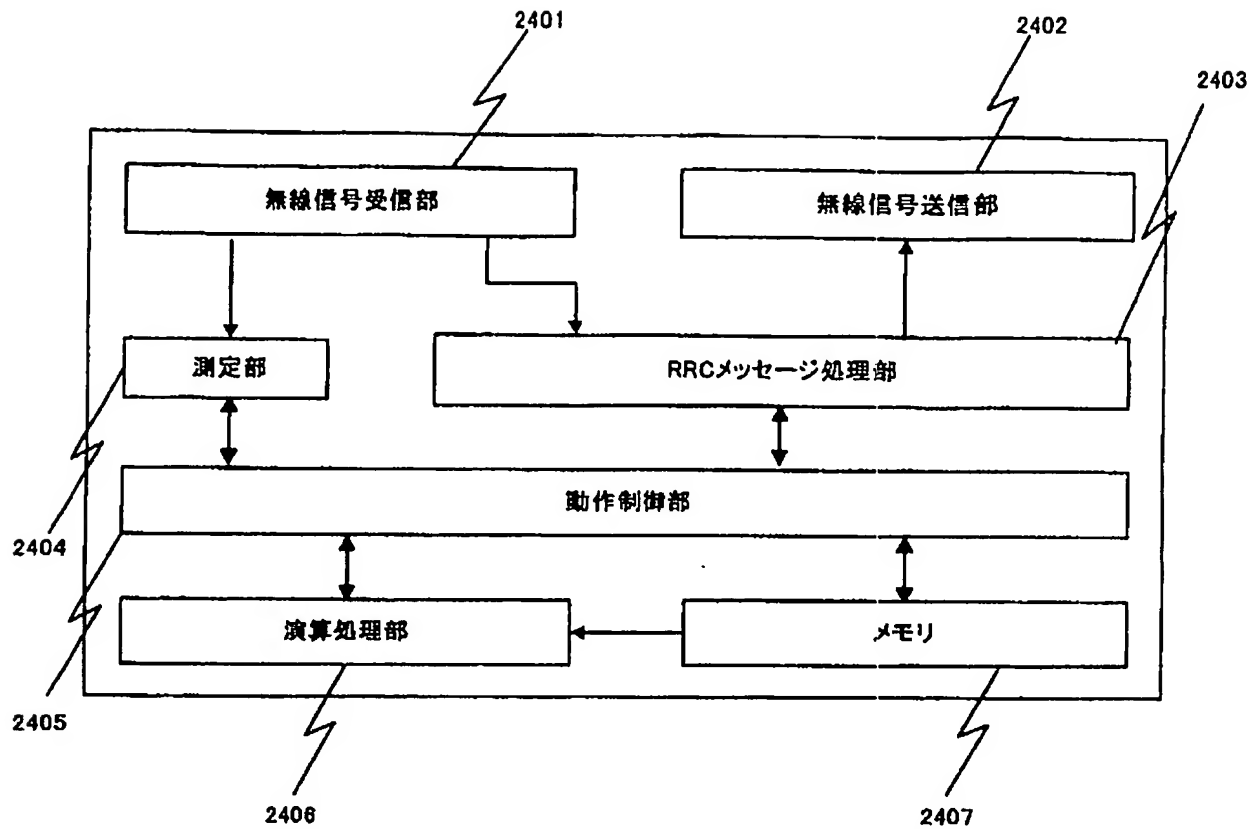 2401
2402
2403
無線信号受信部
無線信号送信部
測定部
RRCメッセージ処理部
動作制御部
2404
演算処理部
メモリ
2405
2406
2407